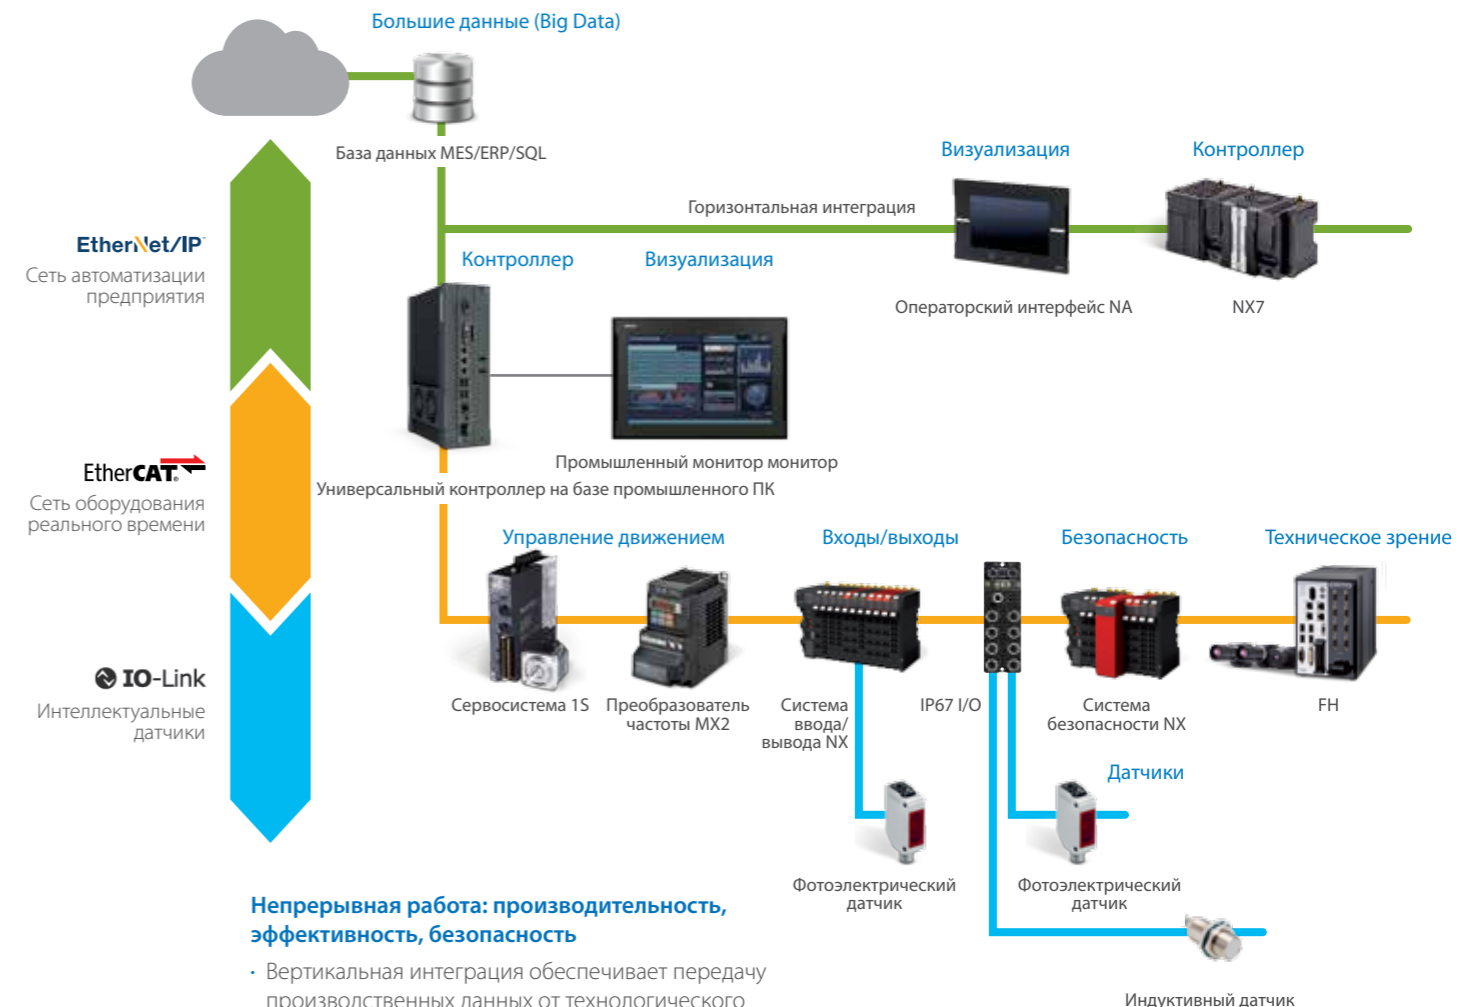 Большие данные (Big Data)
База данных MES/ERP/SQL
Визуализация
Контроллер
Горизонтальная интеграция
EtherNet/IP
Сеть автоматизации
предприятия
Контроллер
Визуализация
Операторский интерфейс NA
NX7
EtherCAT®
Сеть оборудования
реального времени
Промышленный монитор монитор
Универсальный контроллер на базе промышленного ПК
Управление движением
Входы/выходы
Безопасность
Техническое зрение
IO-Link
Интеллектуальные
датчики
Сервосистема 1S
Преобразователь
частоты MX2
Система
ввода/
вывода NX
IP67 I/O
Система
безопасности NX
FH
Датчики
Фотоэлектрический
датчик
Фотоэлектрический
датчик
Непрерывная работа: производительность,
эффективность, безопасность
· Вертикальная интеграция обеспечивает передачу
производственных данных от технологического
Индуктивный датчик